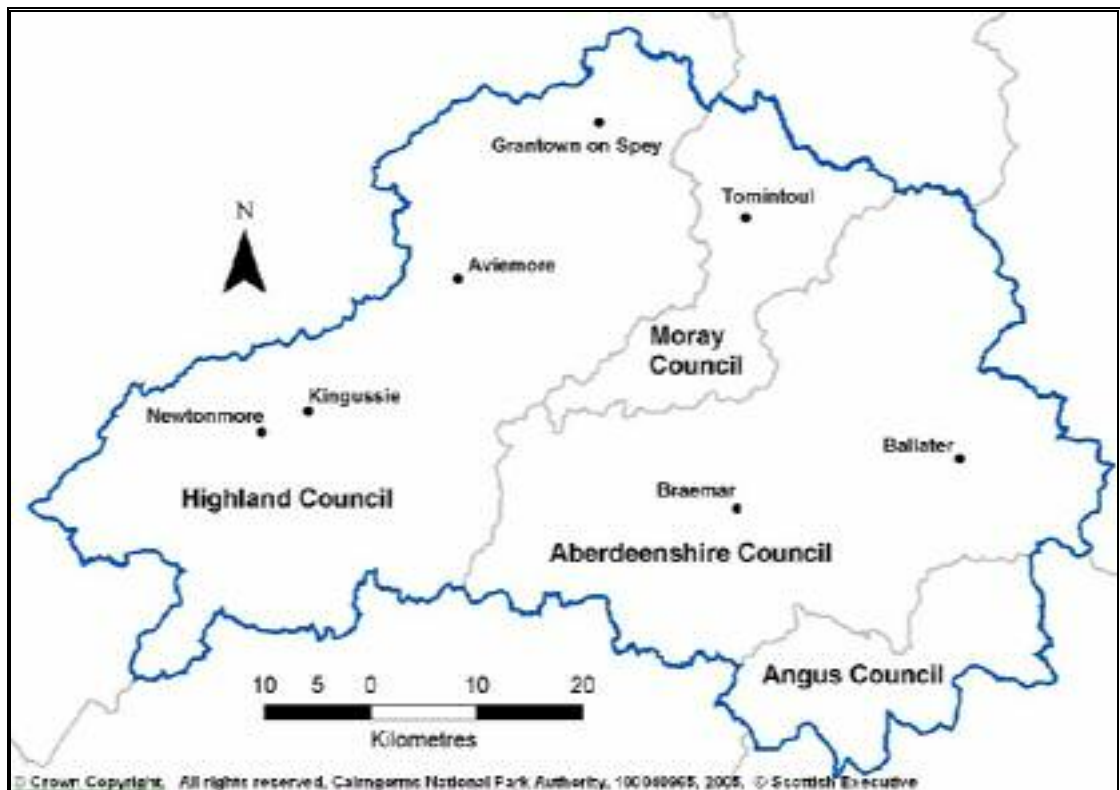 Grantown on Spey
Tomintoul
N
Aviemore
Moray
Council
Kingussie
Newtonmore
Ballater
Highland Council
Braemar
Aberdeenshire Council
Angus Council
10 5 0 10 20
Kilometres
© Crown Copyright, All rights reserved, Cairngorms National Park Authority, 2005, © Scottish Executive